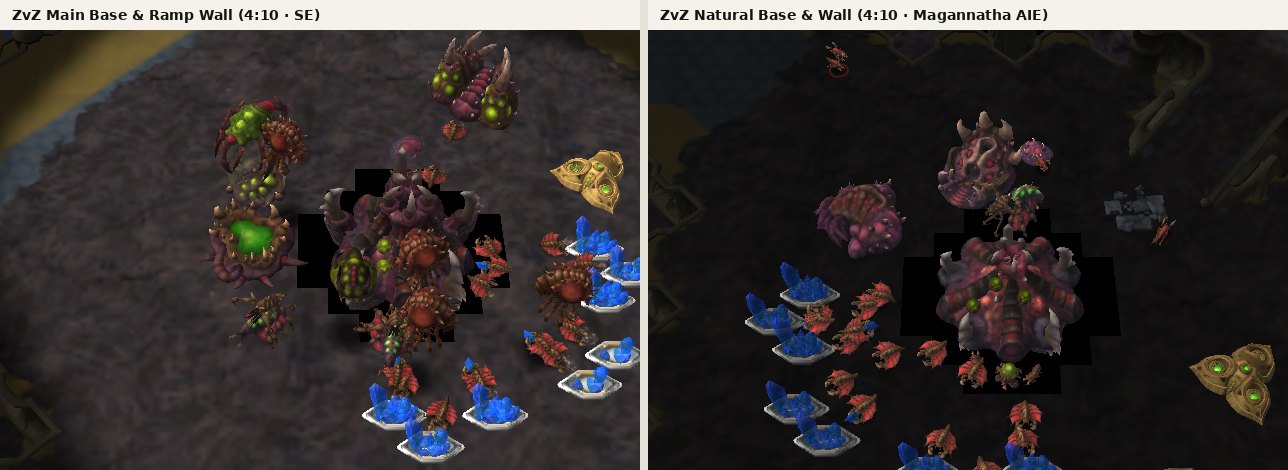 ZvZ Main Base & Ramp Wall (4:10 · SE)
ZvZ Natural Base & Wall (4:10 · Magannatha AIE)